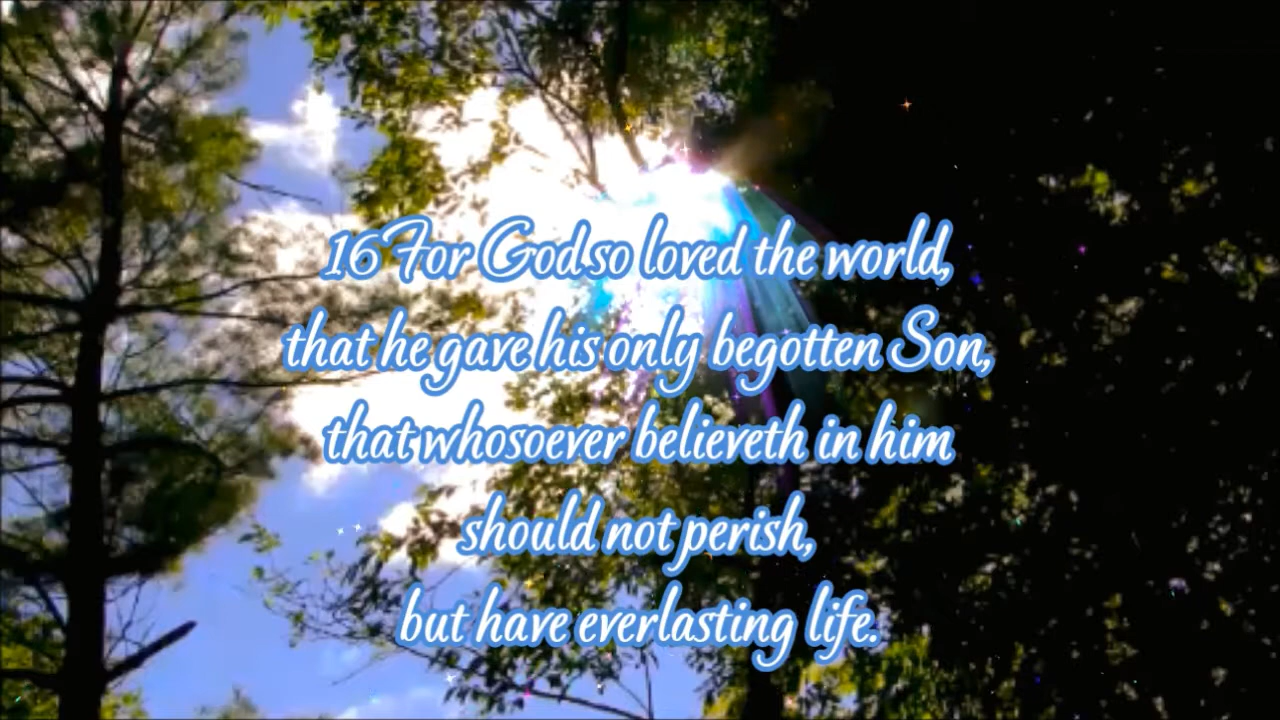 16 For God so loved the world,
that he gave his only begotten Son,
that whosoever believeth in him
should not perish,
but have everlasting life.